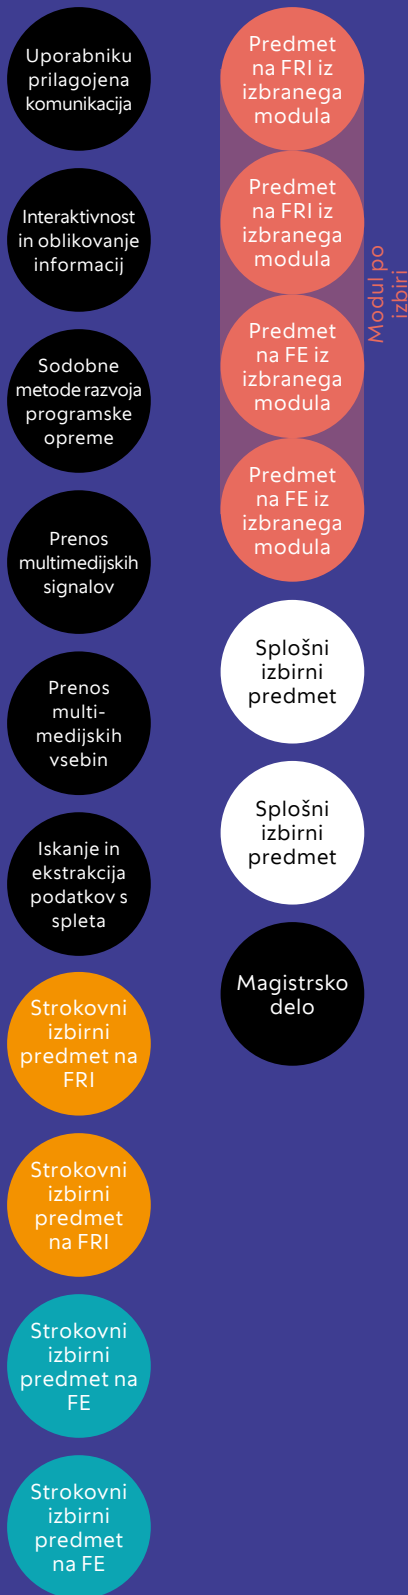 Uporabniku
prilagojena
komunikacija
Interaktivnost
in oblikovanje
informacij
Sodobne
metode razvoja
programske
opreme
Prenos
multimedijskih
signalov
Prenos
multi-
medijskih
vsebin
Iskanje in
ekstrakcija
podatkov s
spleta
Strokovni
izbirni
predmet na
FRI
Strokovni
izbirni
predmet
na FRI
Strokovni
izbirni
predmet na
FE
Strokovni
izbirni
predmet
na FE
Predmet
na FRI iz
izbranega
modula
Predmet
na FRI iz
izbranega
modula
Predmet
na FE iz
izbranega
modula
Predmet
na FE iz
izbranega
modula
Modul po
izbiri
Splošni
izbirni
predmet
Splošni
izbirni
predmet
Magistrsko
delo